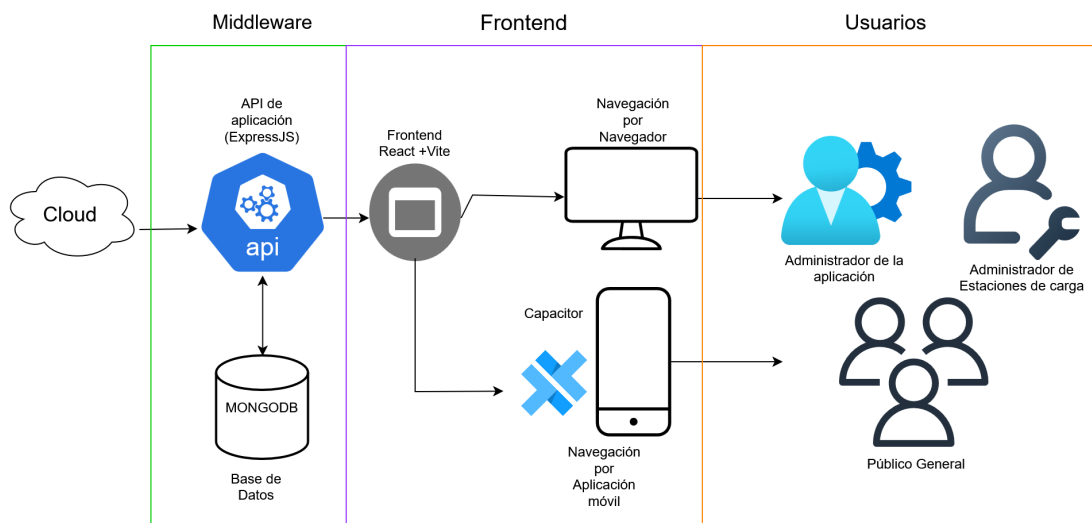 Middleware
Frontend
Usuarios
API de
aplicación
(ExpressJS)
api
Cloud
MONGODB
Base de
Datos
Frontend
React +Vite
Navegación
por
Navegador
Capacitor
Navegación
por
Aplicación
móvil
Administrador de la
aplicación
Administrador de
Estaciones de carga
Público General